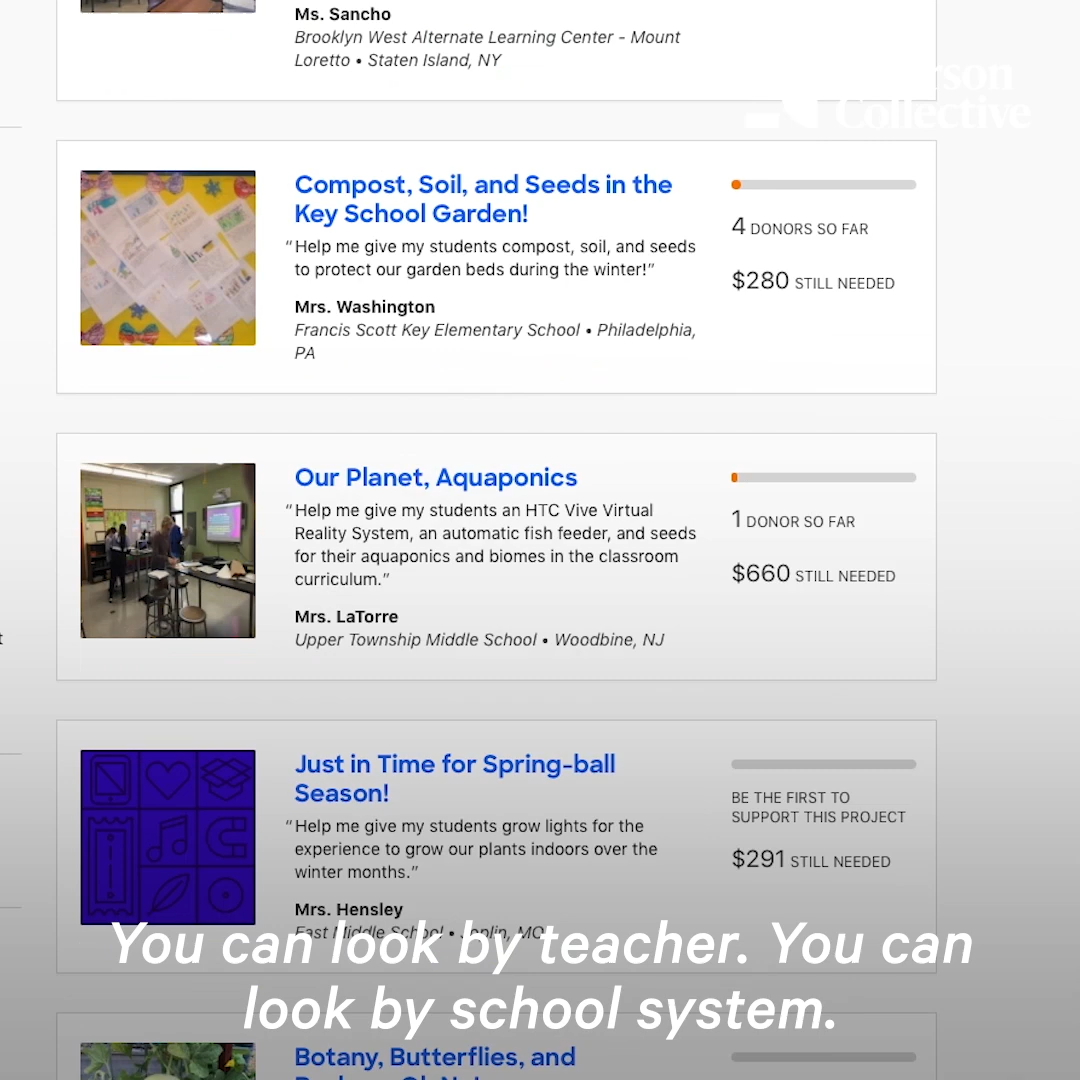 Ms. Sancho
Brooklyn West Alternate Learning Center - Mount
Loretto • Staten Island, NY
Collective
Compost, Soil, and Seeds in the
Key School Garden!
“Help me give my students compost, soil, and seeds
to protect our garden beds during the winter!”
Mrs. Washington
Francis Scott Key Elementary School • Philadelphia,
PA
4 DONORS SO FAR
$280 STILL NEEDED
Our Planet, Aquaponics
“Help me give my students an HTC Vive Virtual
Reality System, an automatic fish feeder, and seeds
for their aquaponics and biomes in the classroom
curriculum.”
Mrs. LaTorre
Upper Township Middle School • Woodbine, NJ
1 DONOR SO FAR
$660 STILL NEEDED
Just in Time for Spring-ball
Season!
“Help me give my students grow lights for the
experience to grow our plants indoors over the
winter months.”
Mrs. Hensley
East Middle School • Joplin, MO
BE THE FIRST TO
SUPPORT THIS PROJECT
$291 STILL NEEDED
You can look by teacher. You can
look by school system.
Botany, Butterflies, and